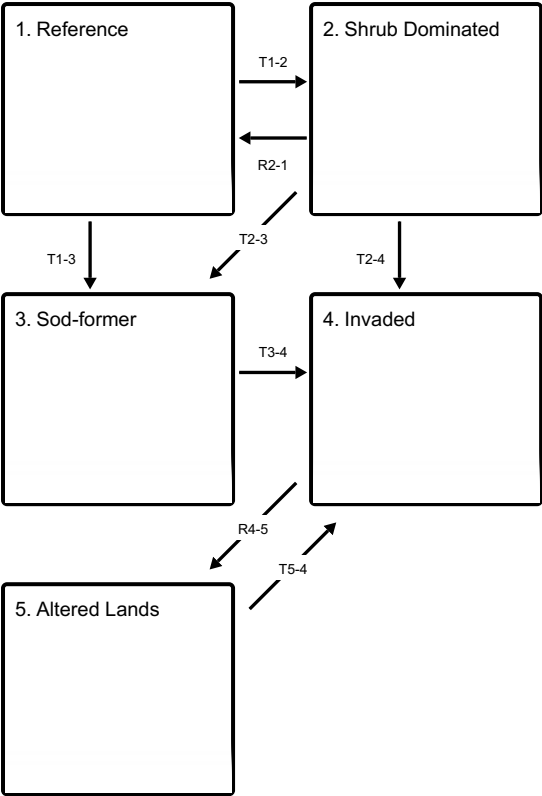 1. Reference
2. Shrub Dominated
T1-2
R2-1
T2-3
T1-3
T2-4
3. Sod-former
4. Invaded
T3-4
R4-5
T5-4
5. Altered Lands